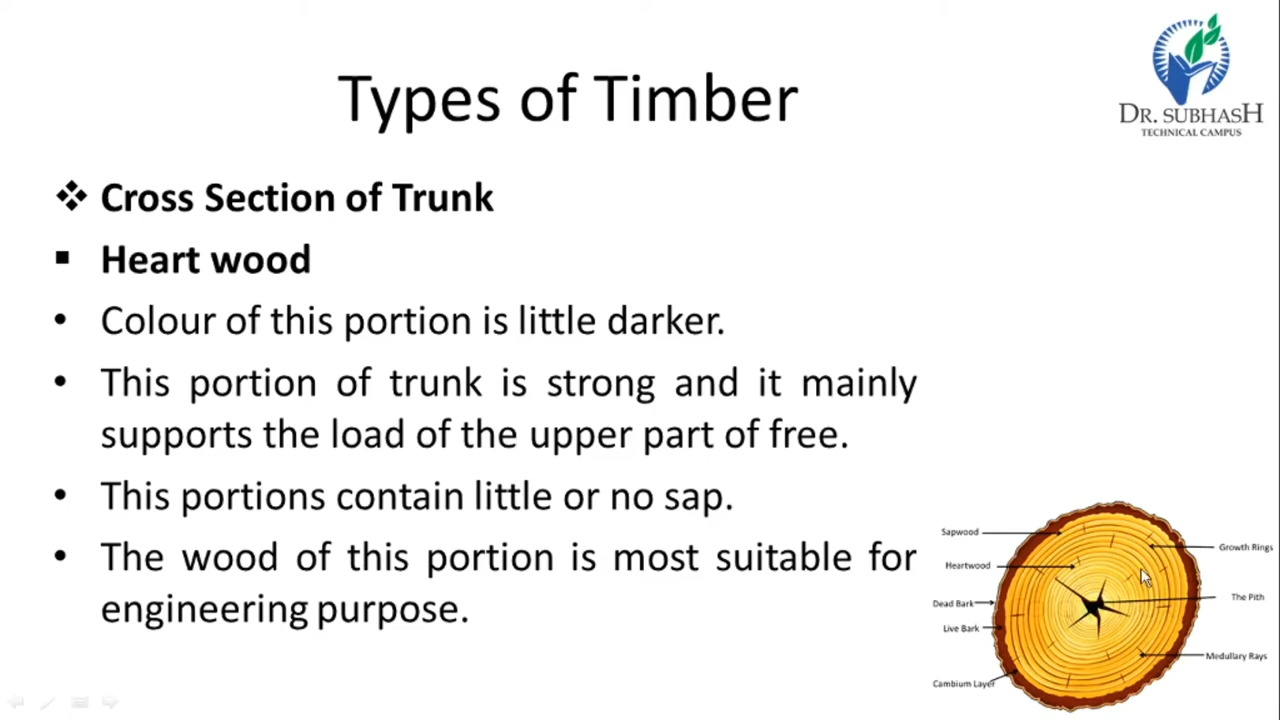 DR. SUBHASH
TECHNICAL CAMPUS
Types of Timber
❖ Cross Section of Trunk
▪ Heart wood
• Colour of this portion is little darker.
• This portion of trunk is strong and it mainly
supports the load of the upper part of free.
• This portions contain little or no sap.
• The wood of this portion is most suitable for
engineering purpose.
Sapwood
Growth Rings
Heartwood
The Pith
Dead Bark
Live Bark
Medullary Rays
Cambium Layer